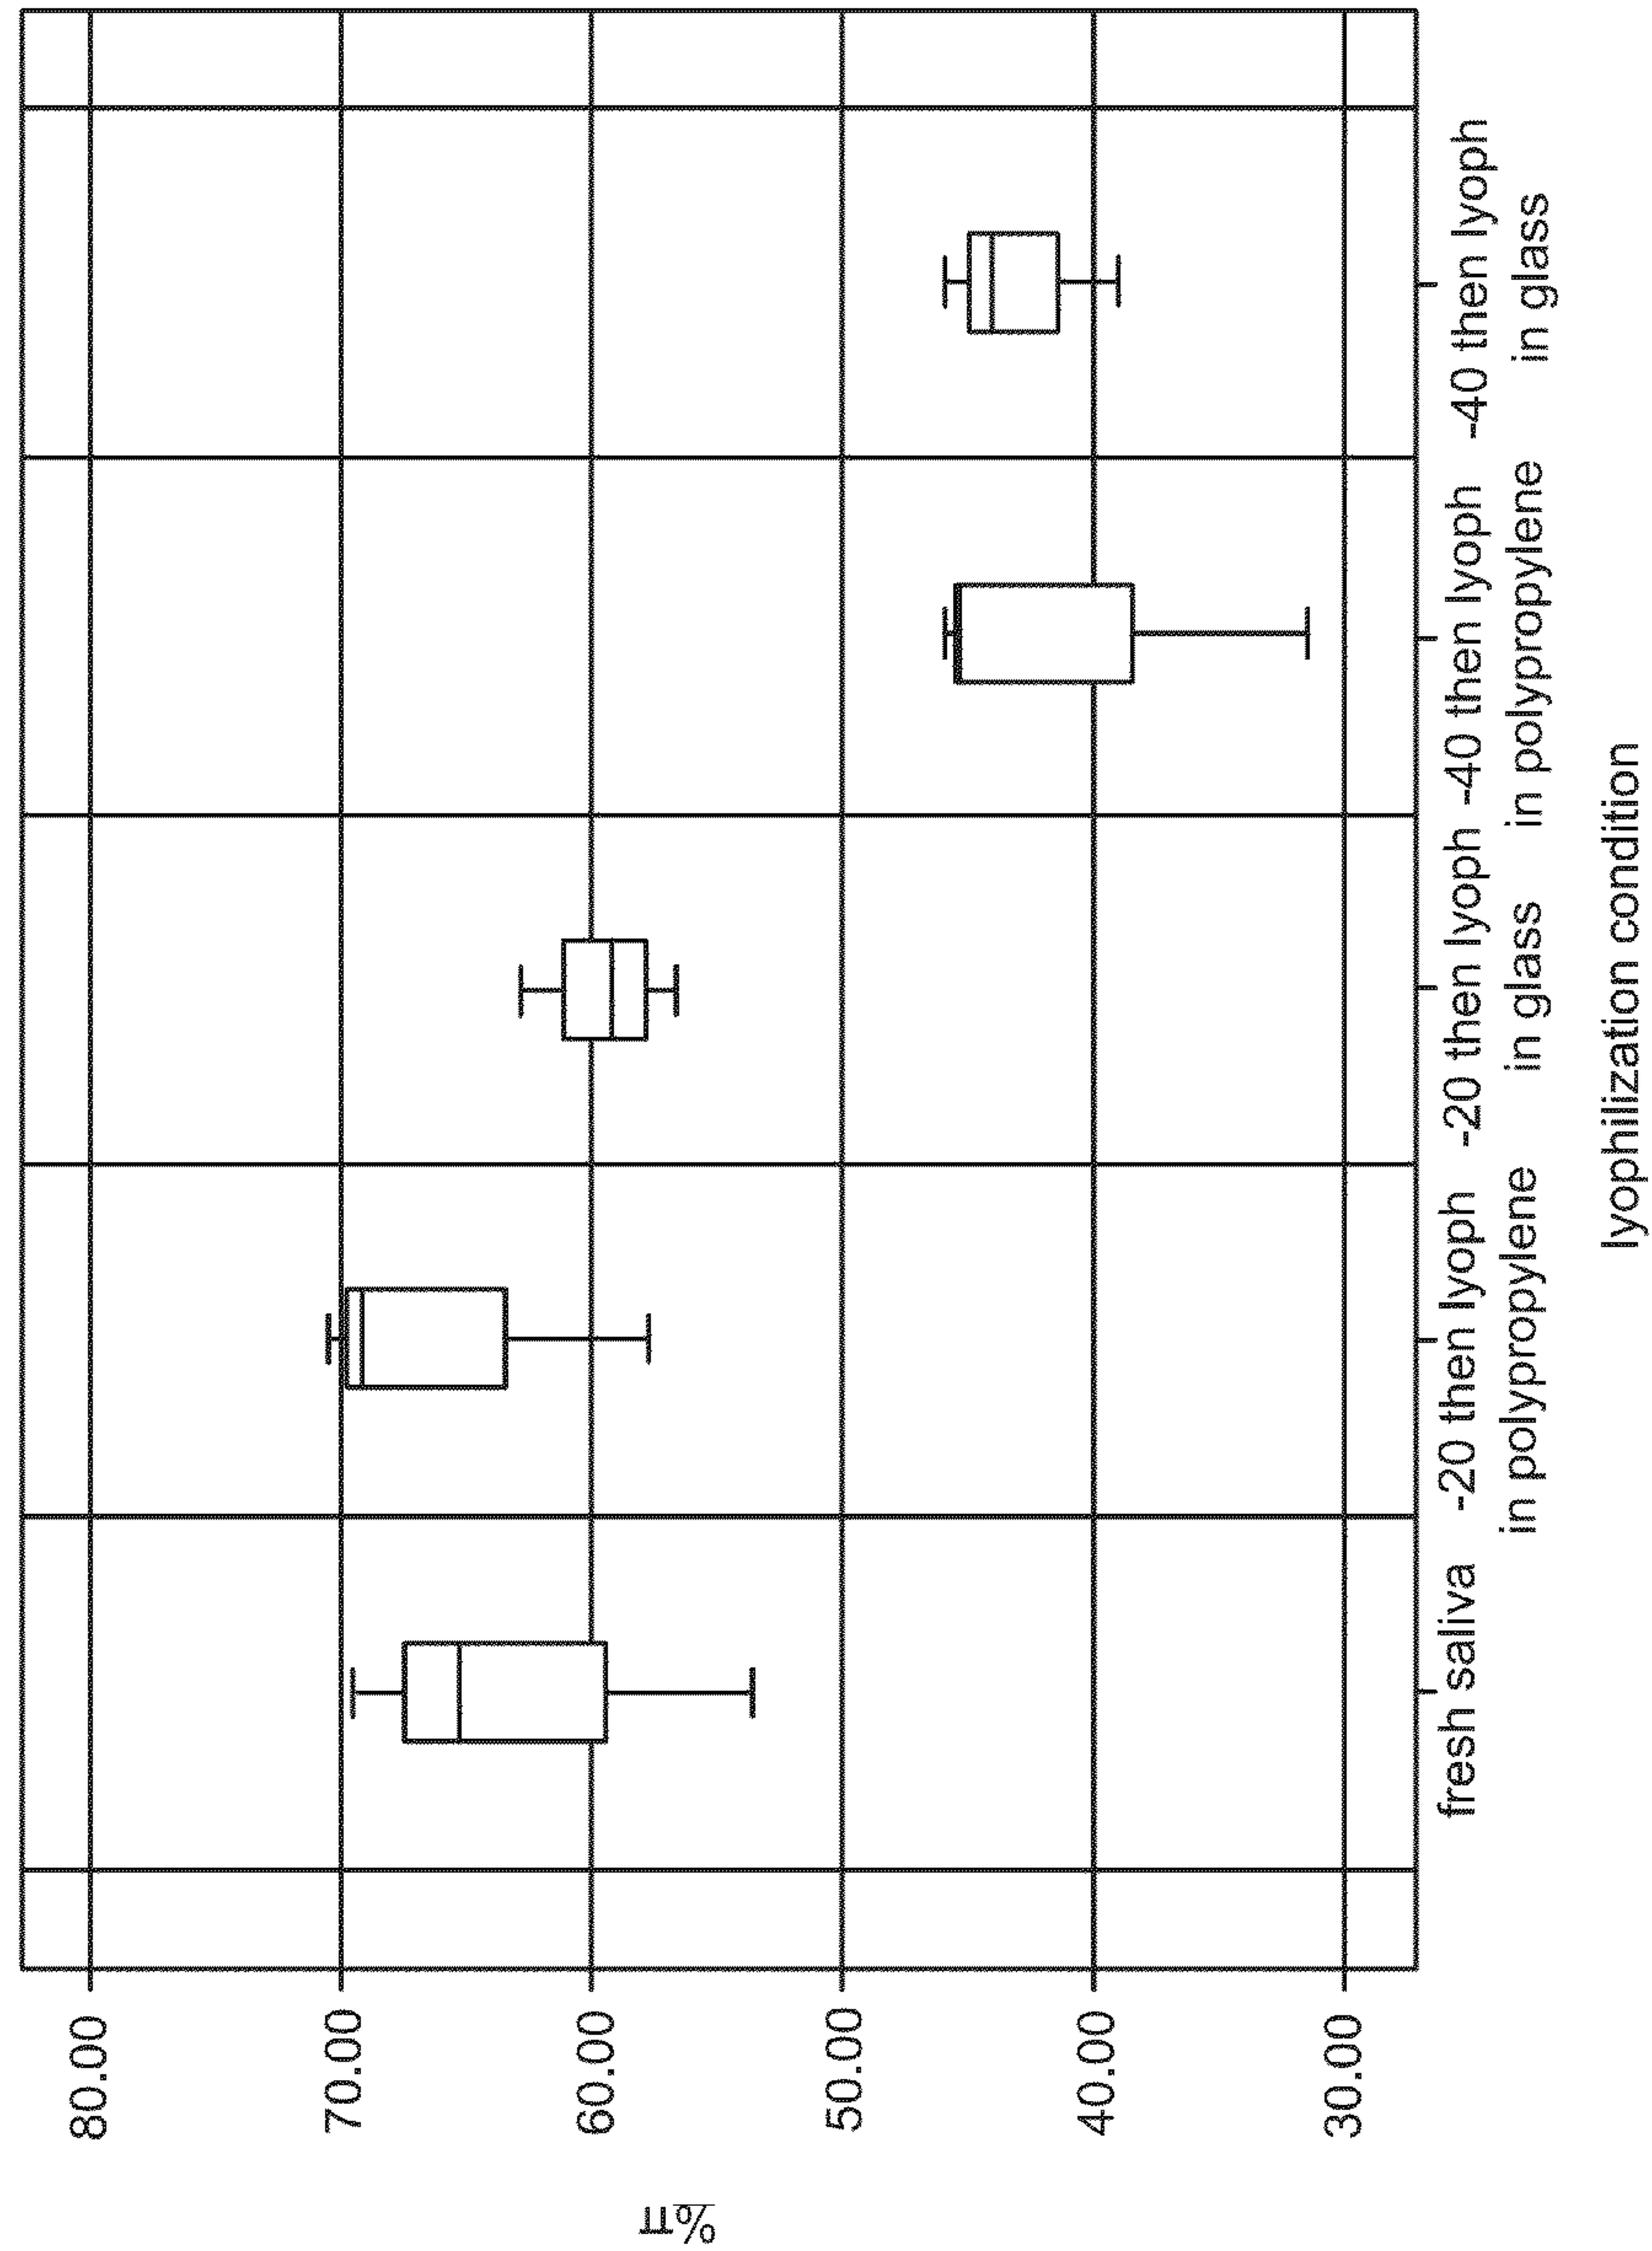 80.00
70.00
60.00
50.00
40.00
30.00
fresh saliva
-20 then lyoph
in polypropylene
-20 then lyoph
in glass
-40 then lyoph
in polypropylene
-40 then lyoph
in glass
lyophilization condition